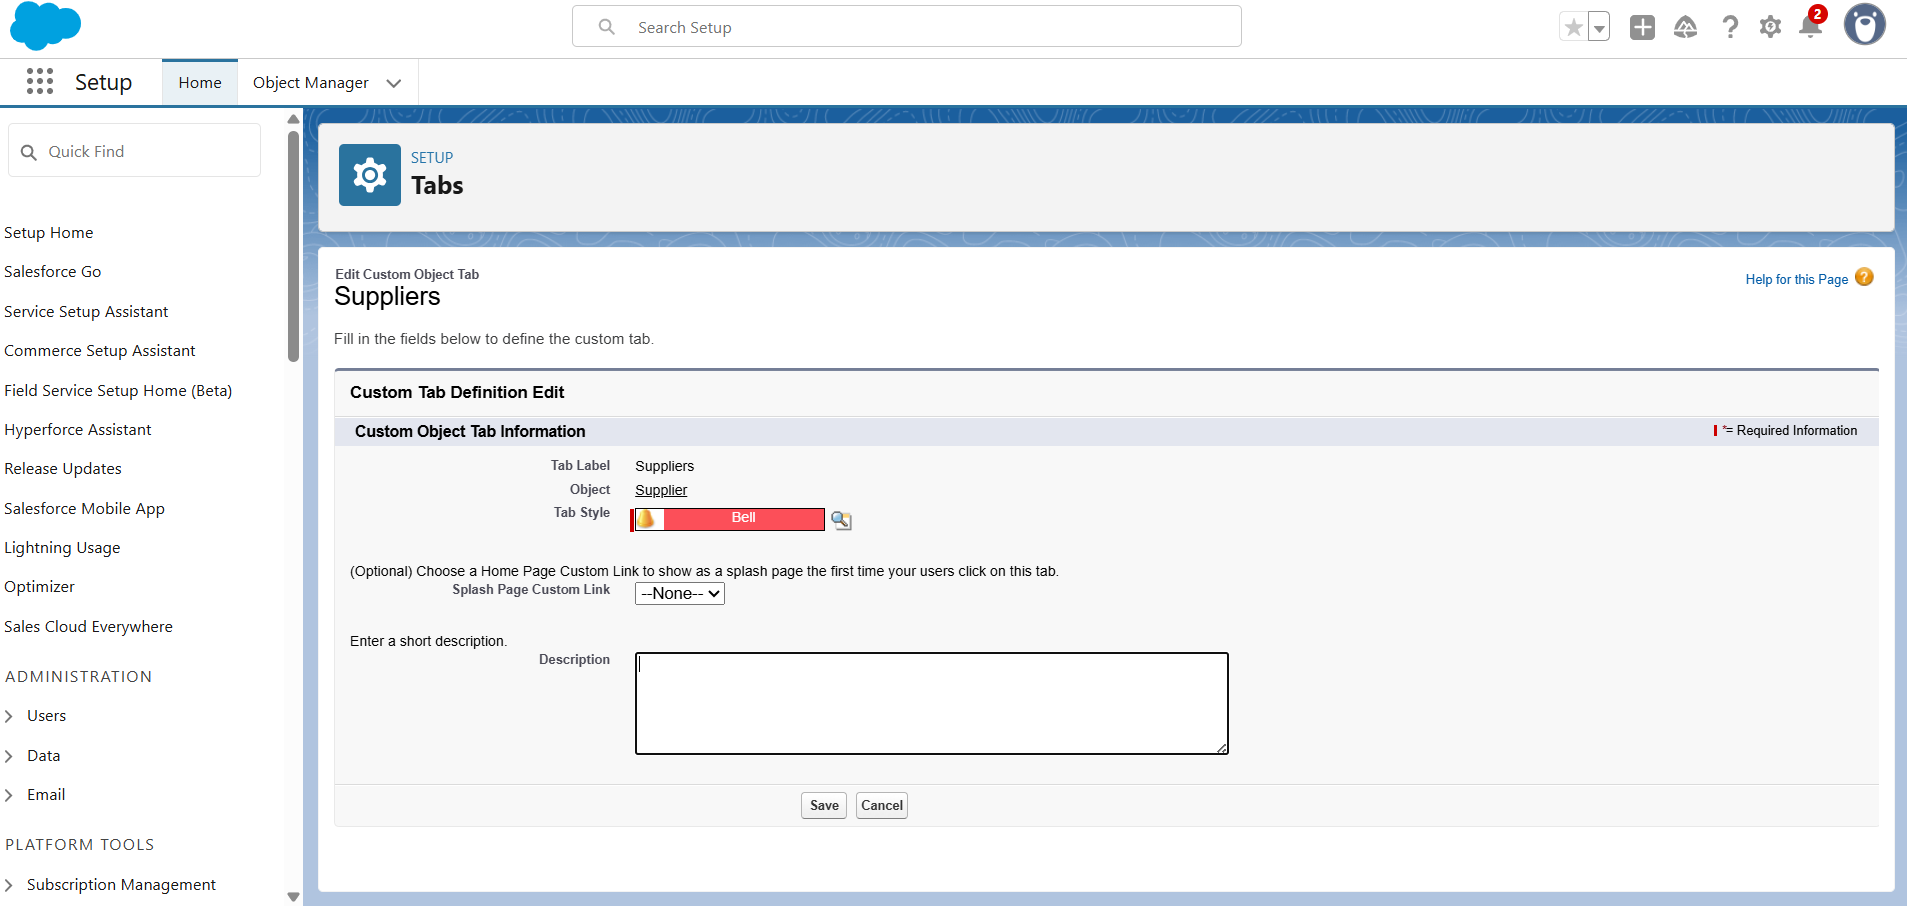 Search Setup
2
Setup
Home
Object Manager
Quick Find
Setup Home
Salesforce Go
Service Setup Assistant
Commerce Setup Assistant
Field Service Setup Home (Beta)
Hyperforce Assistant
Release Updates
Salesforce Mobile App
Lightning Usage
Optimizer
Sales Cloud Everywhere
ADMINISTRATION
Users
Data
Email
PLATFORM TOOLS
Subscription Management
SETUP
Tabs
Edit Custom Object Tab
Suppliers
Help for this Page ?
Fill in the fields below to define the custom tab.
Custom Tab Definition Edit
Custom Object Tab Information
*= Required Information
Tab Label Suppliers
Object Supplier
Tab Style Bell
(Optional) Choose a Home Page Custom Link to show as a splash page the first time your users click on this tab.
Splash Page Custom Link --None--
Enter a short description.
Description
Save Cancel